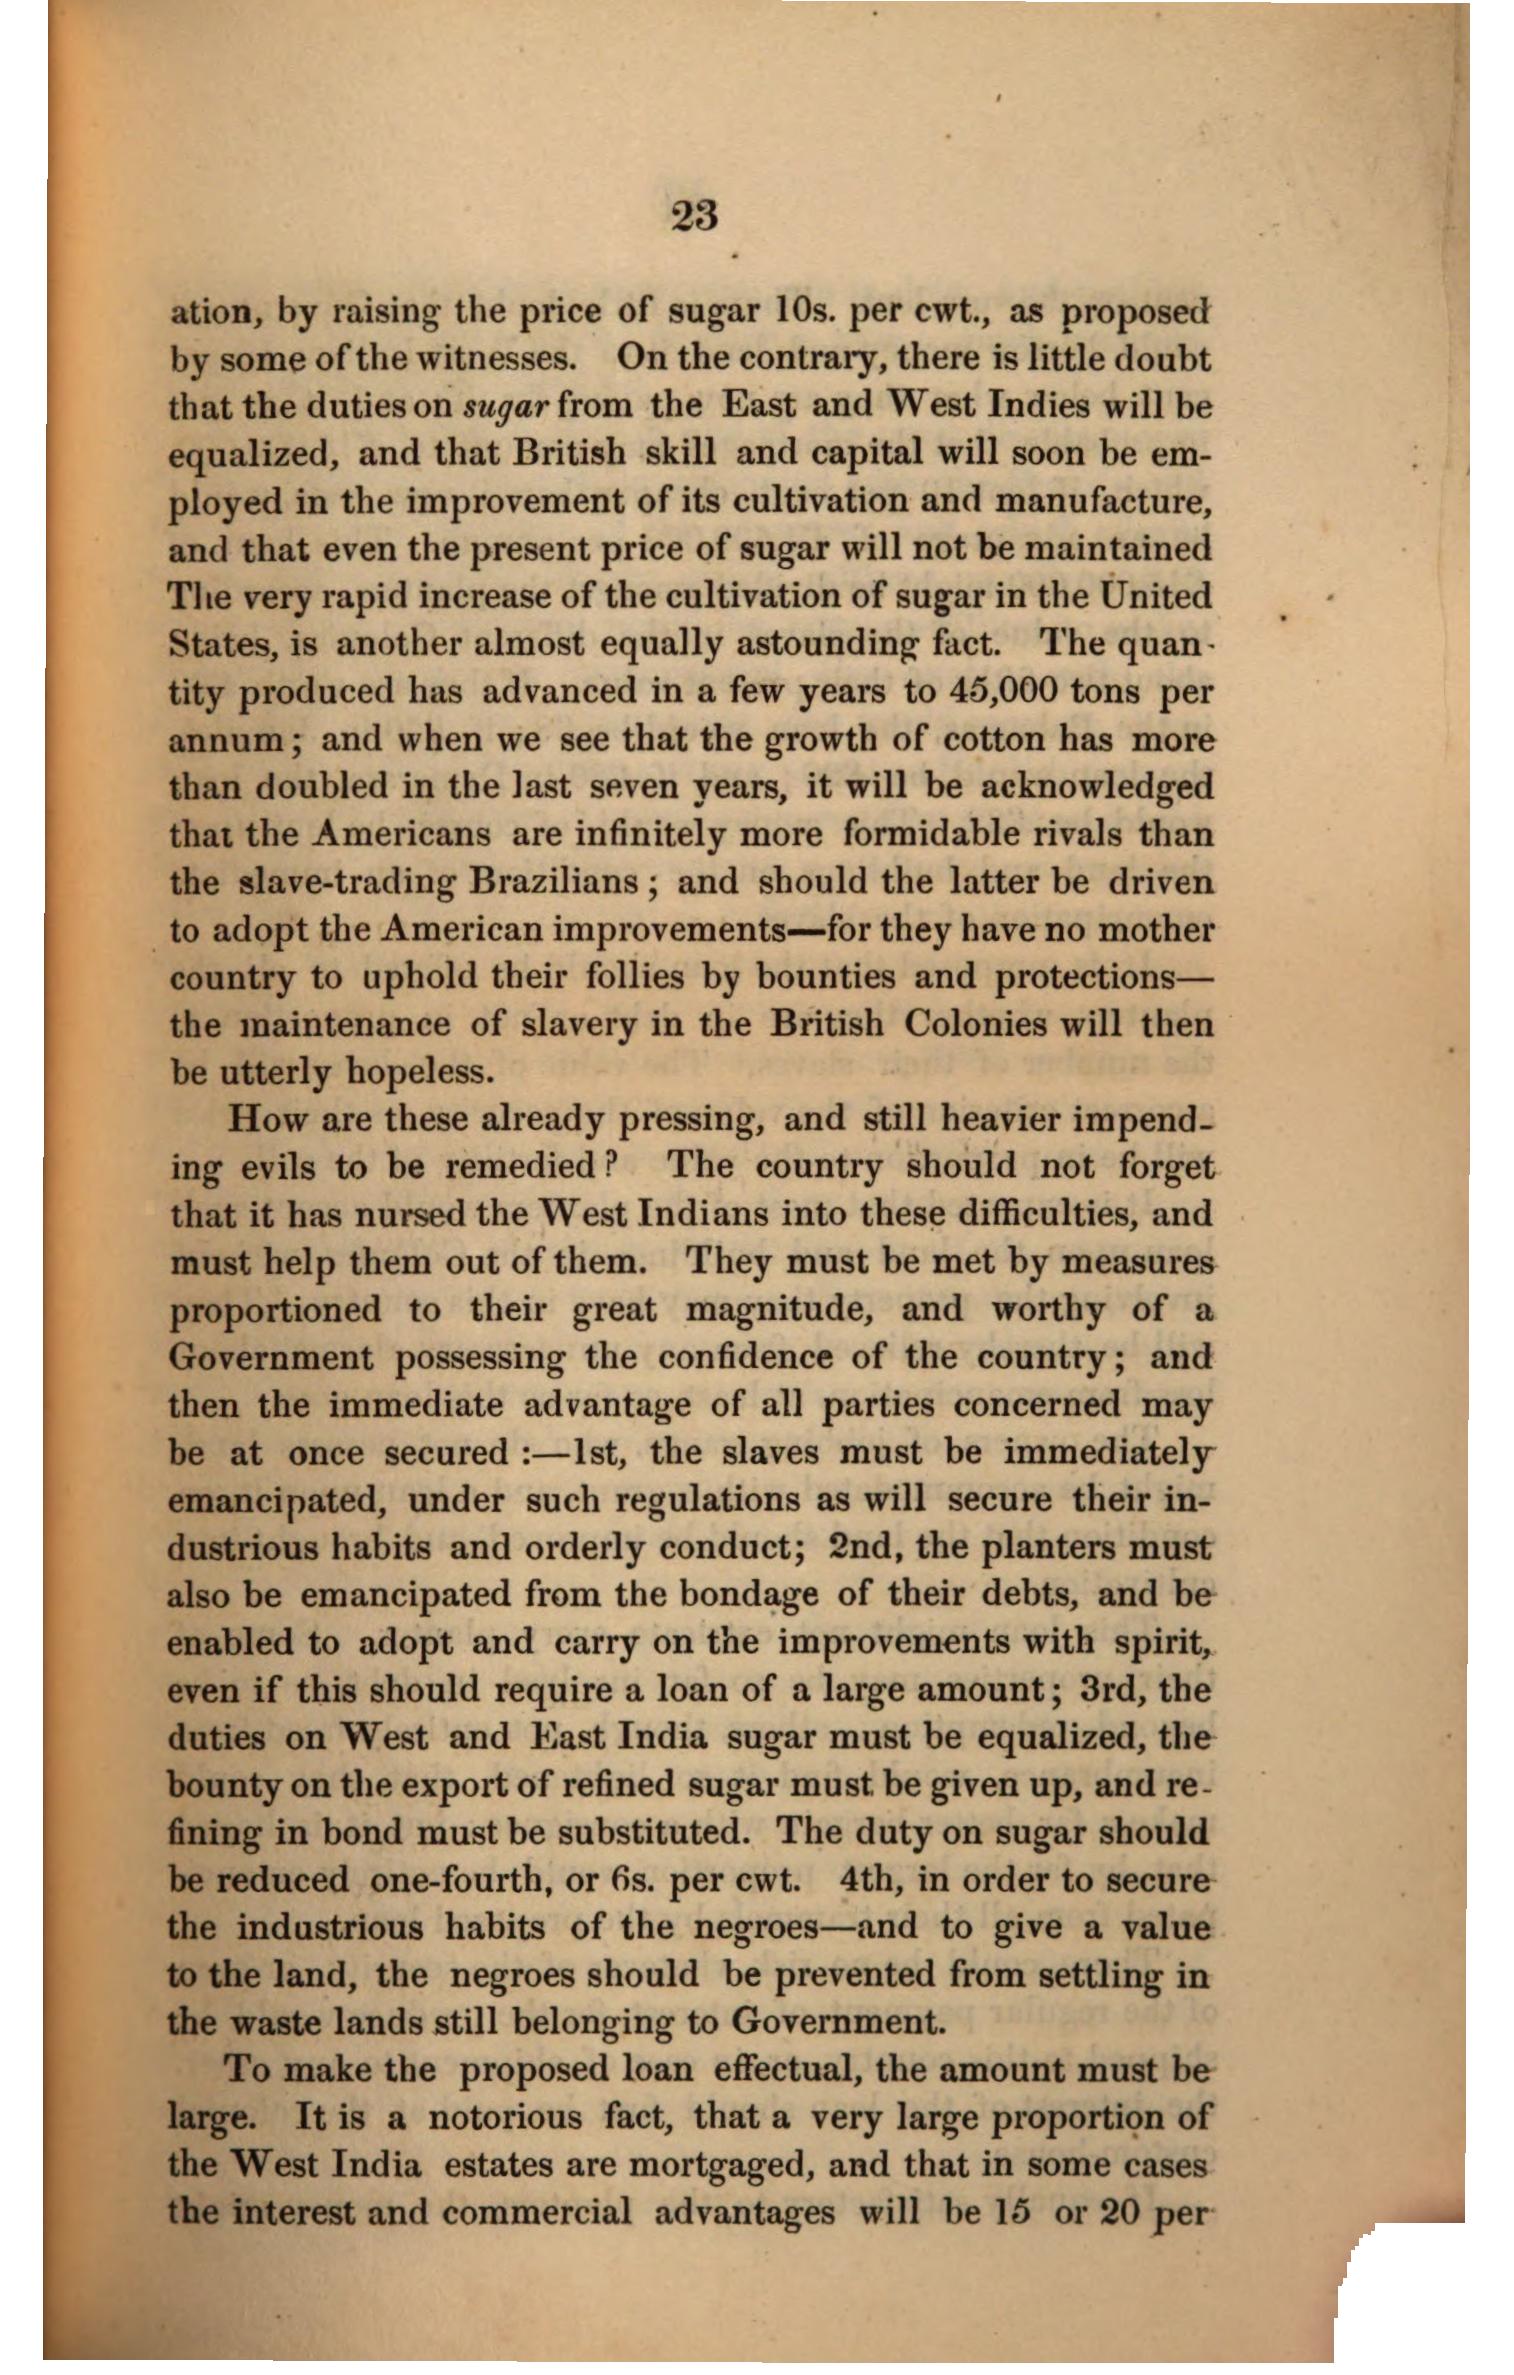 23
ation, by raising the price of sugar 10s. per cwt., as proposed
by some of the witnesses. On the contrary, there is little doubt
that the duties on sugar from the East and West Indies will be
equalized, and that British skill and capital will soon be em-
ployed in the improvement of its cultivation and manufacture,
and that even the present price of sugar will not be maintained
The very rapid increase of the cultivation of sugar in the United
States, is another almost equally astounding fact. The quan-
tity produced has advanced in a few years to 45,000 tons per
annum; and when we see that the growth of cotton has more
than doubled in the last seven years, it will be acknowledged
that the Americans are infinitely more formidable rivals than
the slave-trading Brazilians; and should the latter be driven
to adopt the American improvements—for they have no mother
country to uphold their follies by bounties and protections—
the maintenance of slavery in the British Colonies will then
be utterly hopeless.
How are these already pressing, and still heavier impend-
ing evils to be remedied? The country should not forget
that it has nursed the West Indians into these difficulties, and
must help them out of them. They must be met by measures
proportioned to their great magnitude, and worthy of a
Government possessing the confidence of the country; and
then the immediate advantage of all parties concerned may
be at once secured:—1st, the slaves must be immediately
emancipated, under such regulations as will secure their in-
dustrious habits and orderly conduct; 2nd, the planters must
also be emancipated from the bondage of their debts, and be
enabled to adopt and carry on the improvements with spirit,
even if this should require a loan of a large amount; 3rd, the
duties on West and East India sugar must be equalized, the
bounty on the export of refined sugar must be given up, and re-
fining in bond must be substituted. The duty on sugar should
be reduced one-fourth, or 6s. per cwt. 4th, in order to secure
the industrious habits of the negroes—and to give a value
to the land, the negroes should be prevented from settling in
the waste lands still belonging to Government.
To make the proposed loan effectual, the amount must be
large. It is a notorious fact, that a very large proportion of
the West India estates are mortgaged, and that in some cases
the interest and commercial advantages will be 15 or 20 per